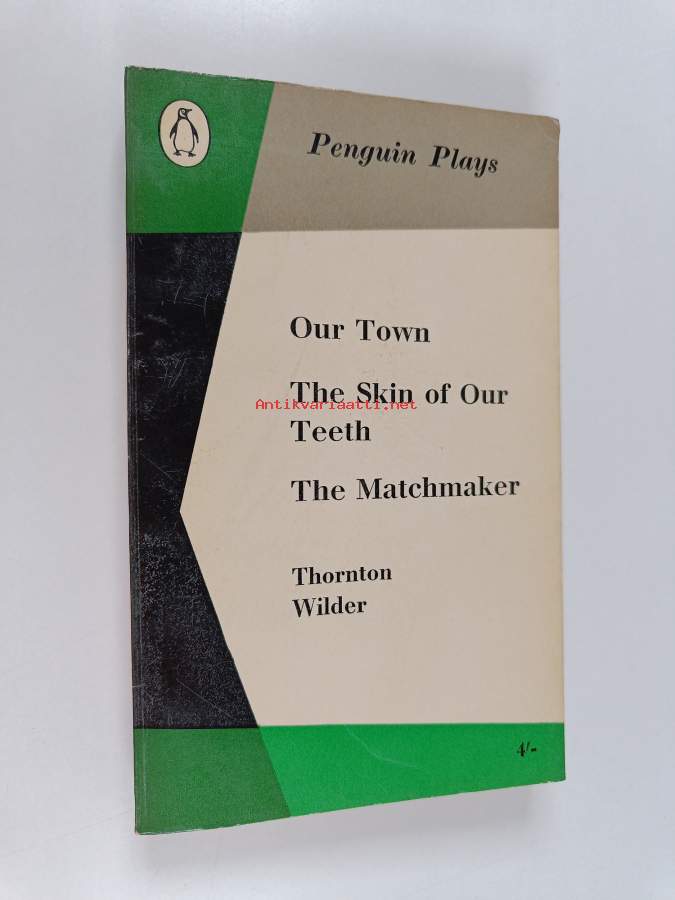 Penguin Plays
Our Town
The Skin of Our
Antikvariaatti.net
Teeth
The Matchmaker
Thornton
Wilder
4/-